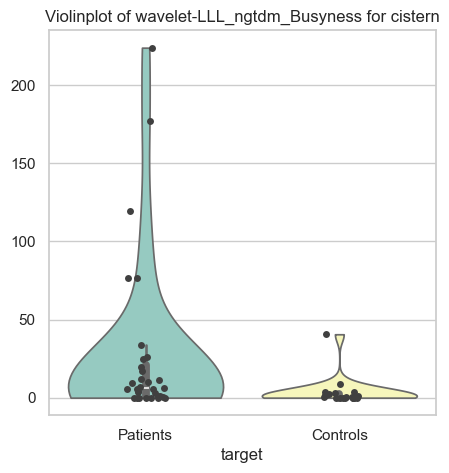 Violinplot of wavelet-LLL_ngtdm_Busyness for cistern
200
150
100
50
0
Patients
Controls
target